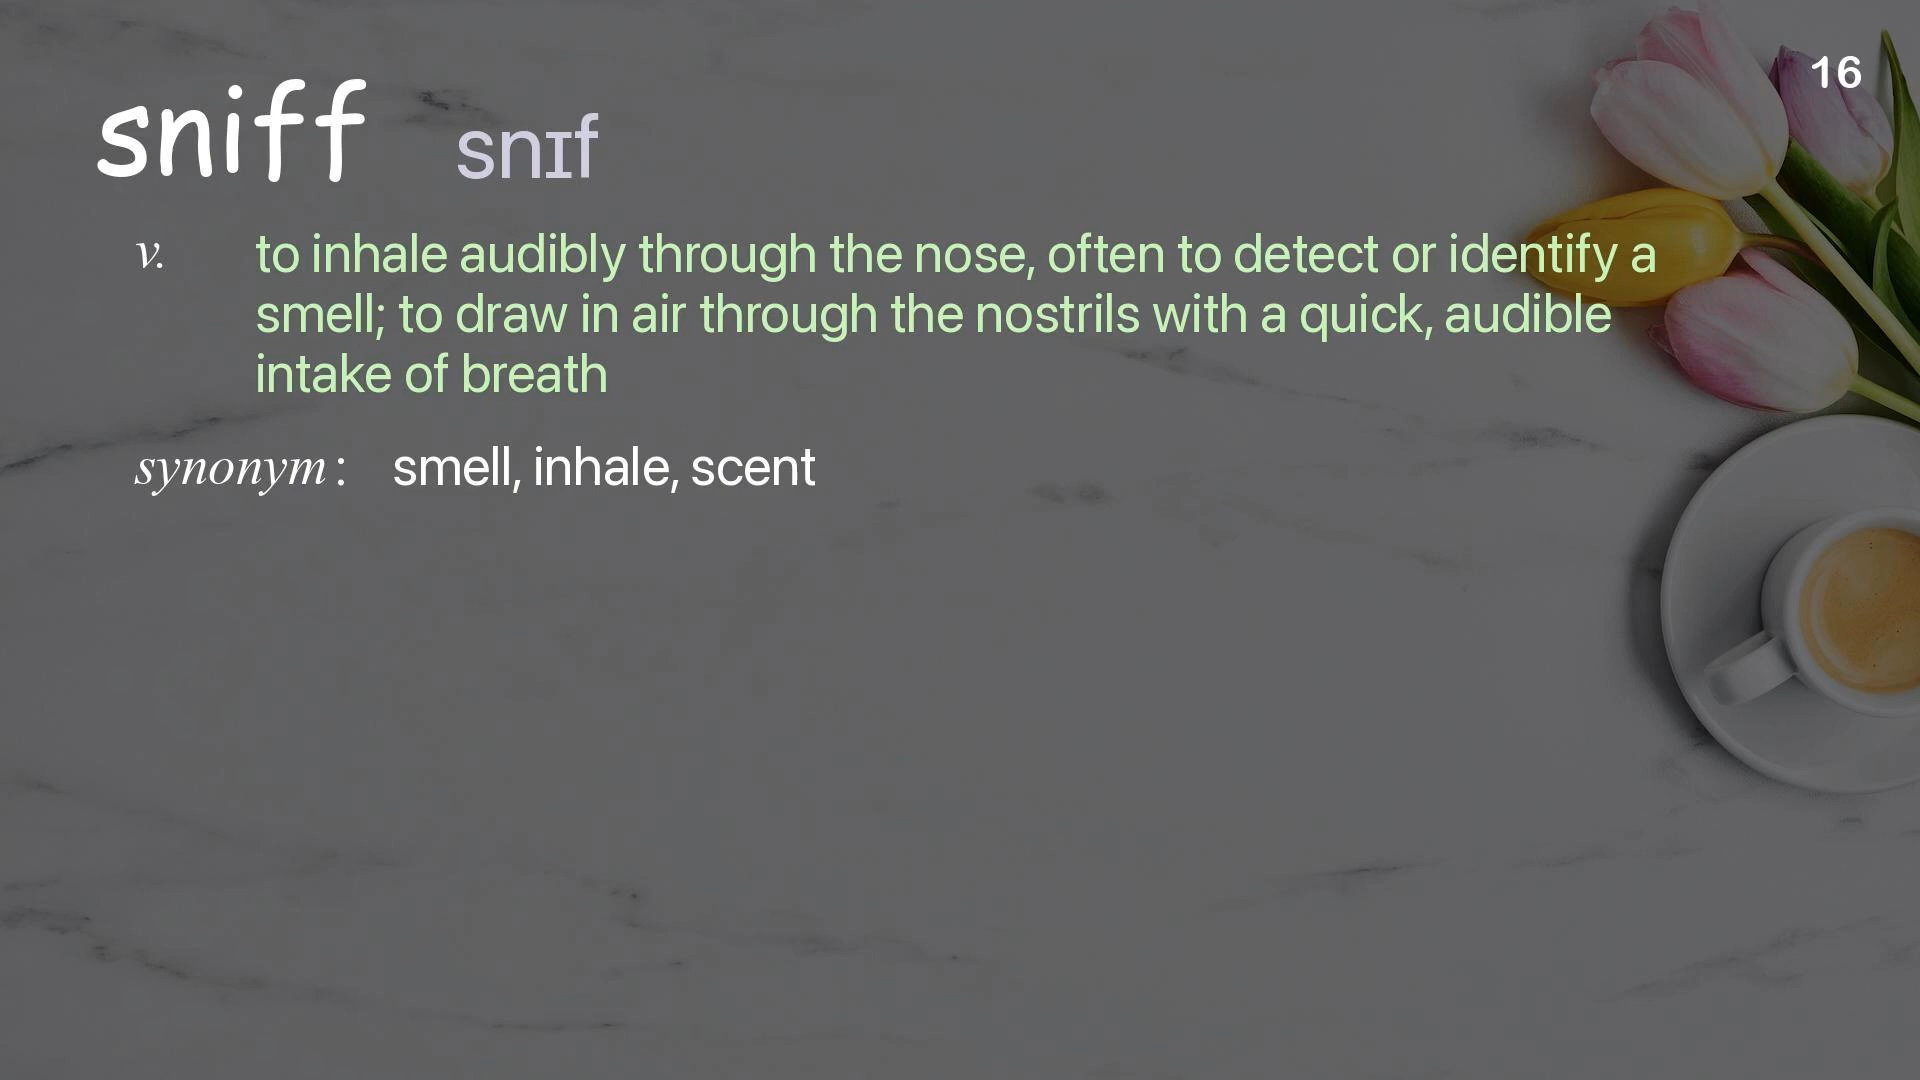 16
sniff snɪf
v. to inhale audibly through the nose, often to detect or identify a
smell; to draw in air through the nostrils with a quick, audible
intake of breath
synonym: smell, inhale, scent